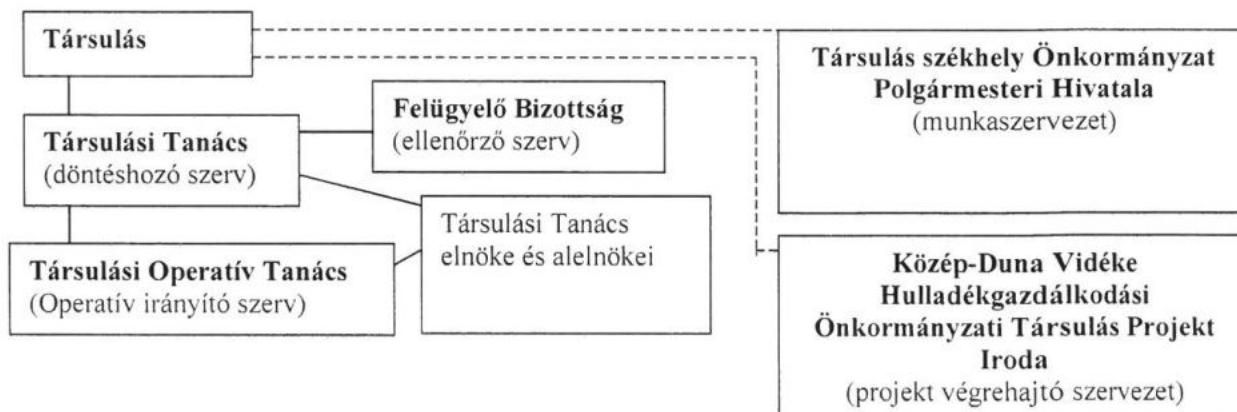 Társulás
Társulási Tanács
(döntéshozó szerv)
Társulási Operatív Tanács
(Operatív irányító szerv)
Felügyelő Bizottság
(ellenőrző szerv)
Társulási Tanács
elnöke és alelnökei
Társulás székhely Önkormányzat
Polgármesteri Hivatala
(munkaszervezet)
Közép-Duna Vidéke
Hulladékgazdálkodási
Önkormányzati Társulás Projekt
Iroda
(projekt végrehajtó szervezet)